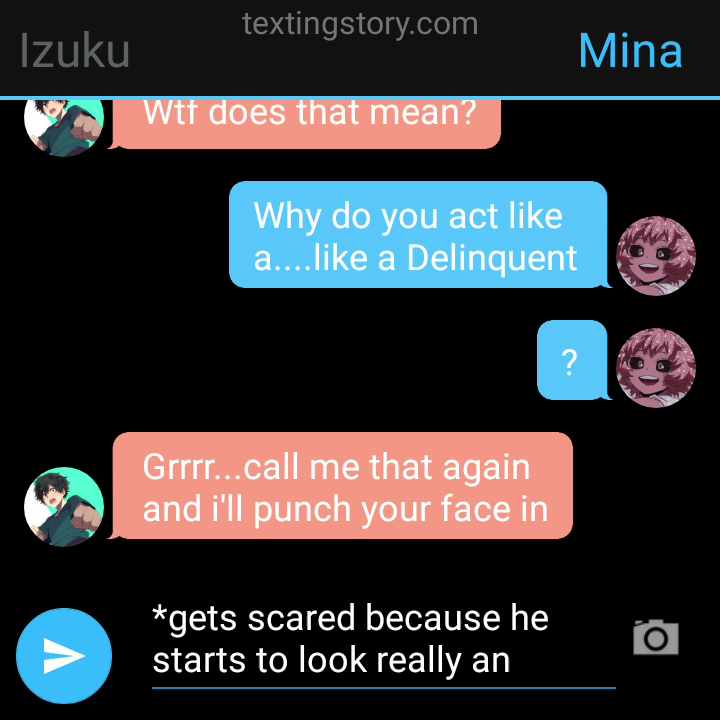 textingstory.com
Izuku
Mina
Wtf does that mean?
Why do you act like
a....like a Delinquent
?
Grrrr...call me that again
and i'll punch your face in
*gets scared because he
starts to look really an